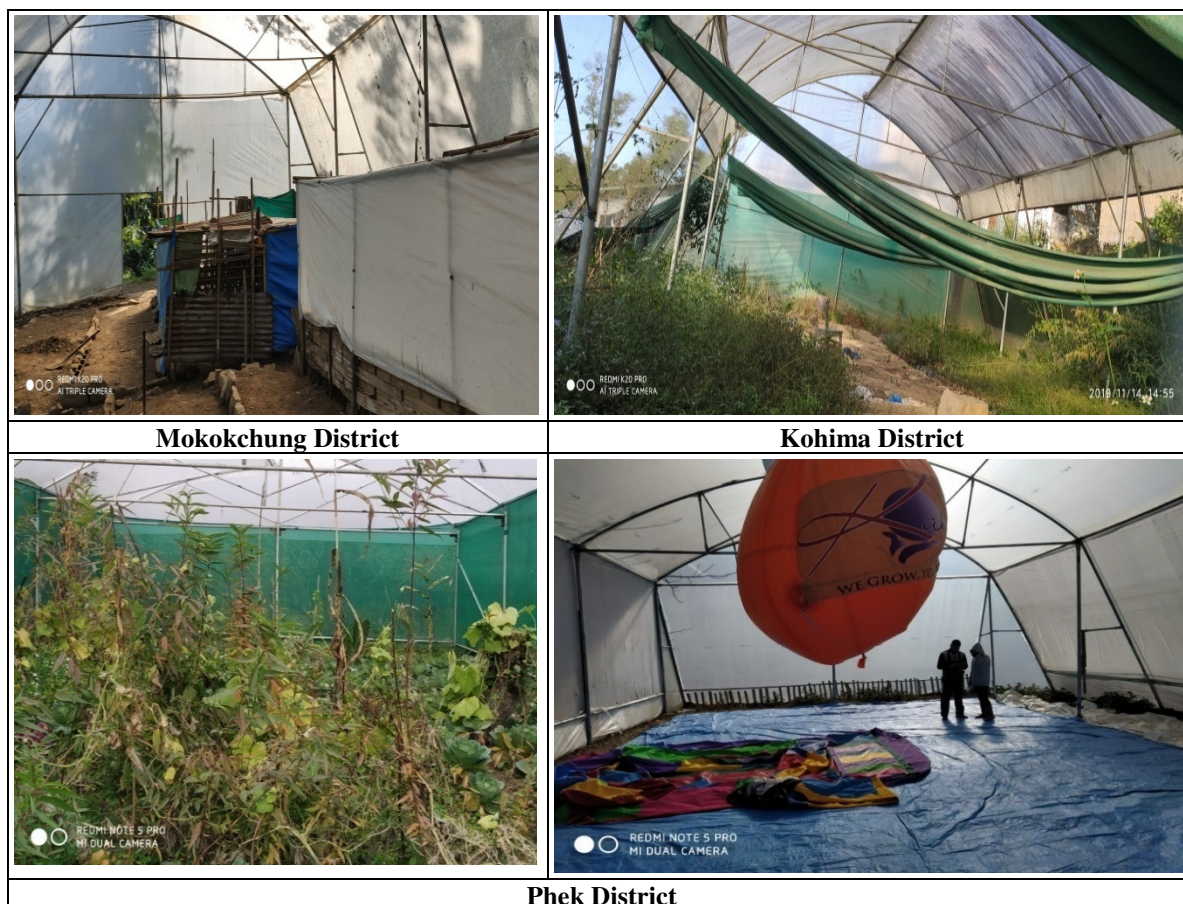 REDMI K20 PRO
AI TRIPLE CAMERA
REDMI K20 PRO
AI TRIPLE CAMERA
2019/11/14 14:55
Mokokchung District
Kohima District
REDMI NOTE 5 PRO
MI DUAL CAMERA
WE GROW
REDMI NOTE 5 PRO
MI DUAL CAMERA
Phek District